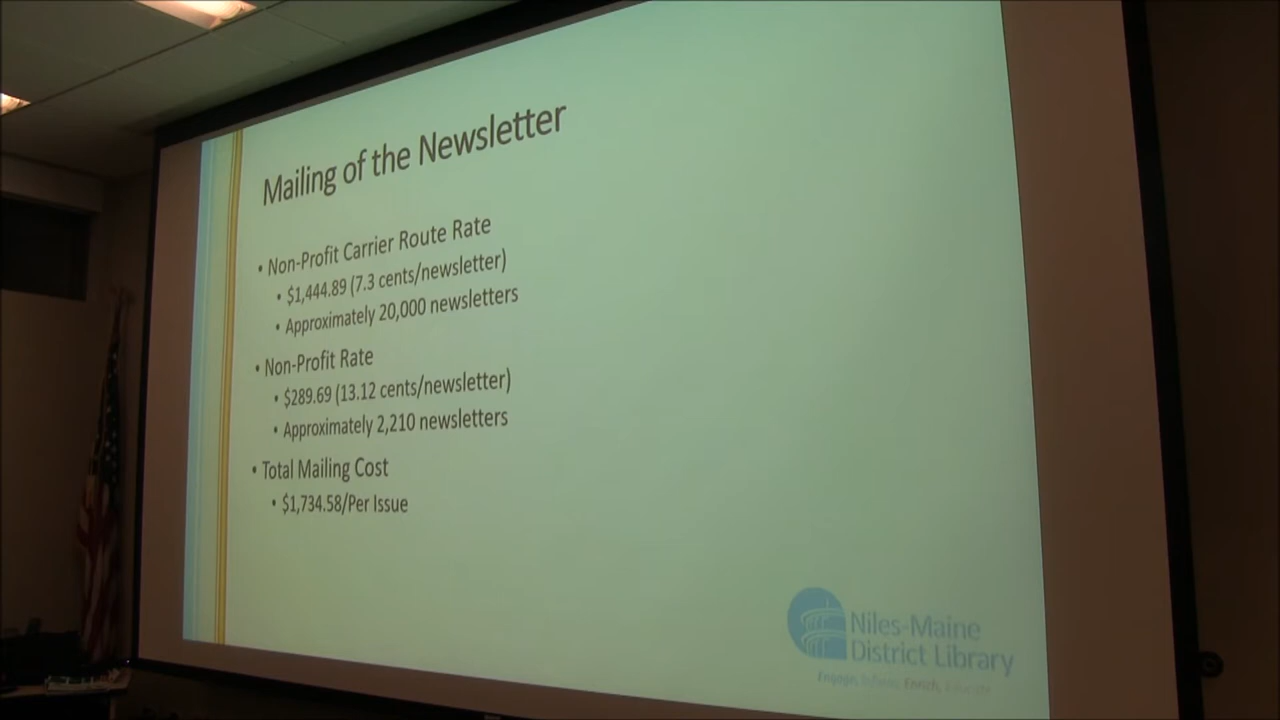 Mailing of the Newsletter
• Non-Profit Carrier Route Rate
• $1,444.89 (7.3 cents/newsletter)
• Approximately 20,000 newsletters
• Non-Profit Rate
• $289.69 (13.12 cents/newsletter)
• Approximately 2,210 newsletters
• Total Mailing Cost
• $1,734.58/Per Issue
Niles-Maine
District Library
Enrich,